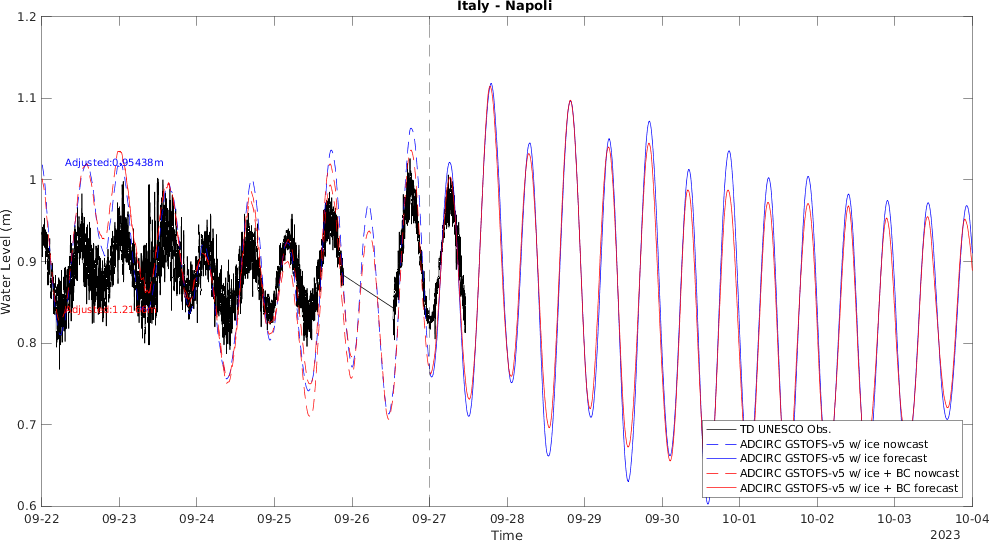 Italy - Napoli
Water Level (m)
1.2
1.1
1
0.9
0.8
0.7
0.6
Adjusted:0.95438m
TD UNESCO Obs.
ADCIRC GSTOFS-v5 w/ ice nowcast
ADCIRC GSTOFS-v5 w/ ice forecast
ADCIRC GSTOFS-v5 w/ ice + BC nowcast
ADCIRC GSTOFS-v5 w/ ice + BC forecast
09-22 09-23 09-24 09-25 09-26 09-27 09-28 09-29 09-30 10-01 10-02 10-03 10-04
Time
2023